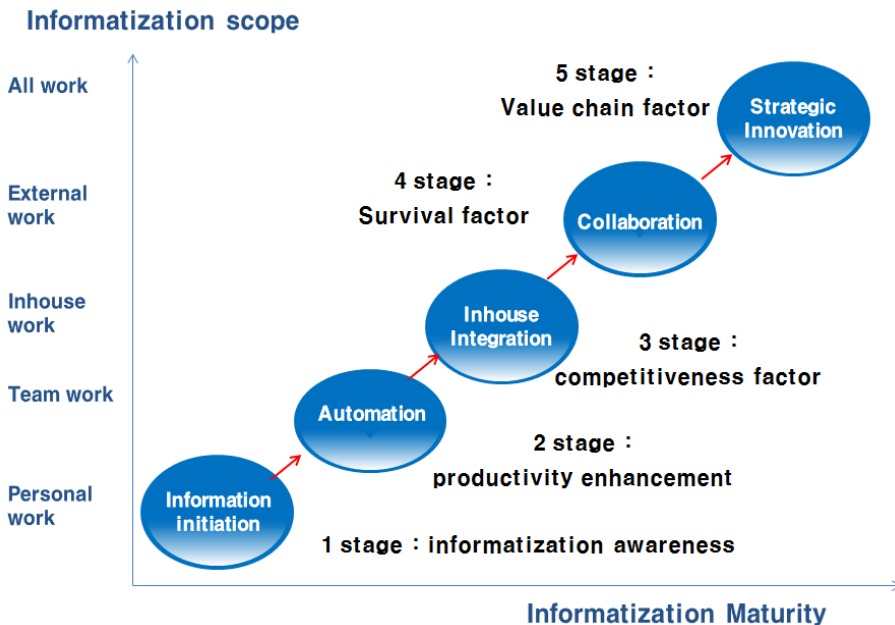 Informatization scope
All work
5 stage :
Value chain factor
Strategic
Innovation
External
work
4 stage :
Survival factor
Collaboration
Inhouse
work
Inhouse
Integration
3 stage :
competitiveness factor
Team work
Automation
2 stage :
productivity enhancement
Personal
work
Information
initiation
1 stage : informatization awareness
Informatization Maturity